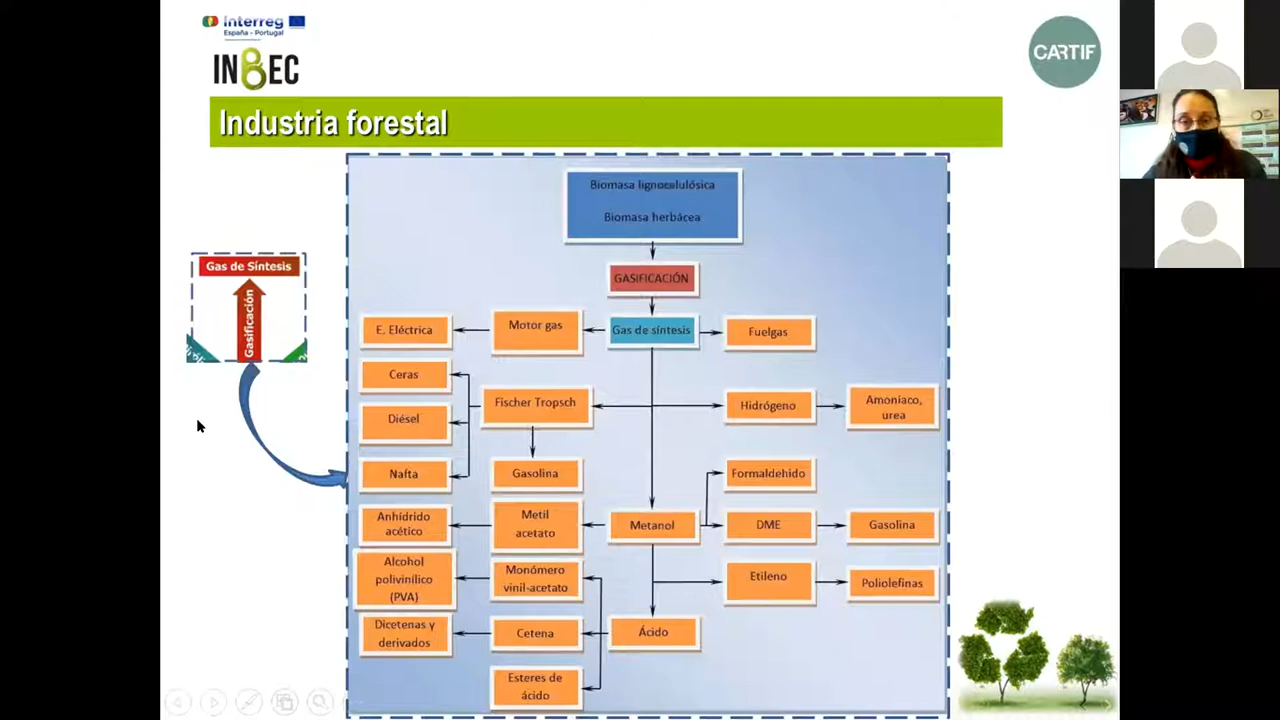 Interreg
España - Portugal
INBEC
CARTIF
Industria forestal
Biomasa lignocelulósica
Biomasa herbácea
Gas de Síntesis
Gasificación
GASIFICACIÓN
E. Eléctrica
Motor gas
Gas de síntesis
Fuelgas
Ceras
Fischer Tropsch
Hidrógeno
Amoníaco,
urea
Diésel
Nafta
Gasolina
Formaldehido
Anhídrido
acético
Metil
acetato
Metanol
DME
Gasolina
Alcohol
polivinílico
(PVA)
Monómero
vinil-acetato
Etileno
Poliolefinas
Dicetenas y
derivados
Cetena
Ácido
Esteres de
ácido